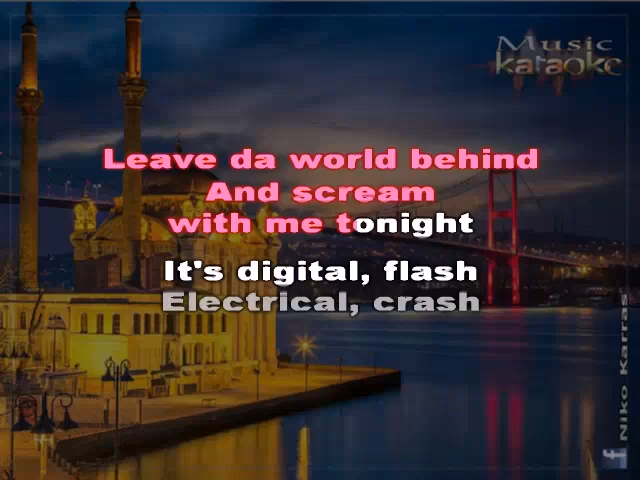 Music
karaoke
Leave da world behind
And scream
with me tonight
It's digital, flash
Electrical, crash
Niko Karras
f